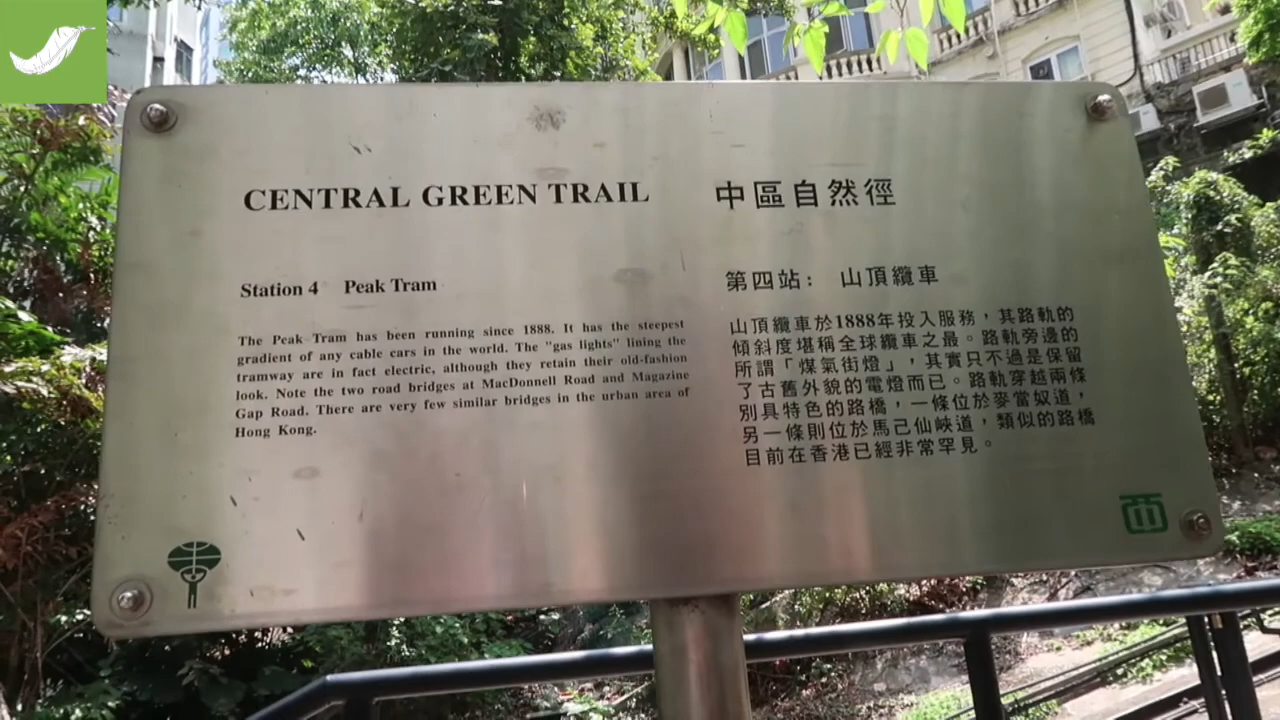 CENTRAL GREEN TRAIL
Station 4 Peak Tram
The Peak Tram has been running since 1888. It has the steepest
gradient of any cable cars in the world. The "gas lights" lining the
tramway are in fact electric, although they retain their old-fashion
look. Note the two road bridges at MacDonnell Road and Magazine
Gap Road. There are very few similar bridges in the urban area of
Hong Kong.
中區自然徑
第四站： 山頂纜車
山頂纜車於1888年投入服務，其路軌的
傾斜度堪稱全球纜車之最。路軌旁邊的
所謂「煤氣街燈」，其實只不過是保留
了古舊外貌的電燈而已。路軌穿越兩條
別具特色的路橋，一條位於麥當奴道，
另一條則位於馬己仙峽道，類似的路橋
目前在香港已經非常罕見。